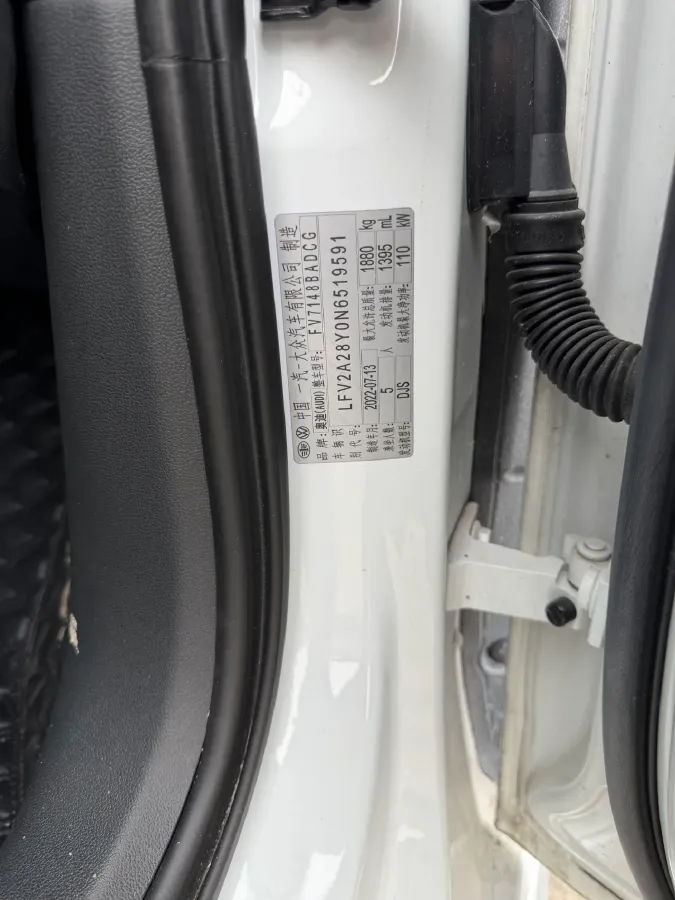 中国 一汽-大众汽车有限公司 制造
品牌: 奥迪(AUDI) 整车型号: FV7148BADCG
车辆识别代号: LFV2A28Y0N6519591
制造年月: 2022-07-13 最大允许总质量: 1880 kg
乘坐人数: 5 人 发动机排量: 1395 mL
发动机型号: DJS 发动机最大净功率: 110 kW